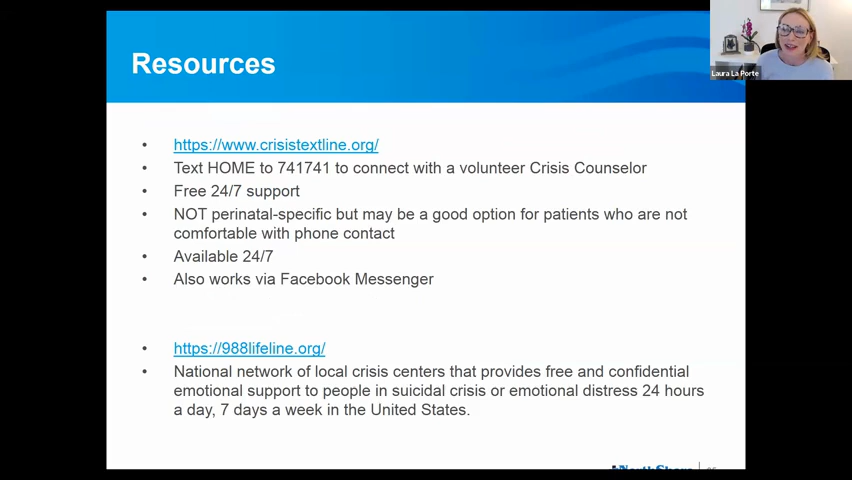 Resources
Laura La Porte
• https://www.crisistextline.org/
• Text HOME to 741741 to connect with a volunteer Crisis Counselor
• Free 24/7 support
• NOT perinatal-specific but may be a good option for patients who are not
comfortable with phone contact
• Available 24/7
• Also works via Facebook Messenger
• https://988lifeline.org/
• National network of local crisis centers that provides free and confidential
emotional support to people in suicidal crisis or emotional distress 24 hours
a day, 7 days a week in the United States.
NorthShore